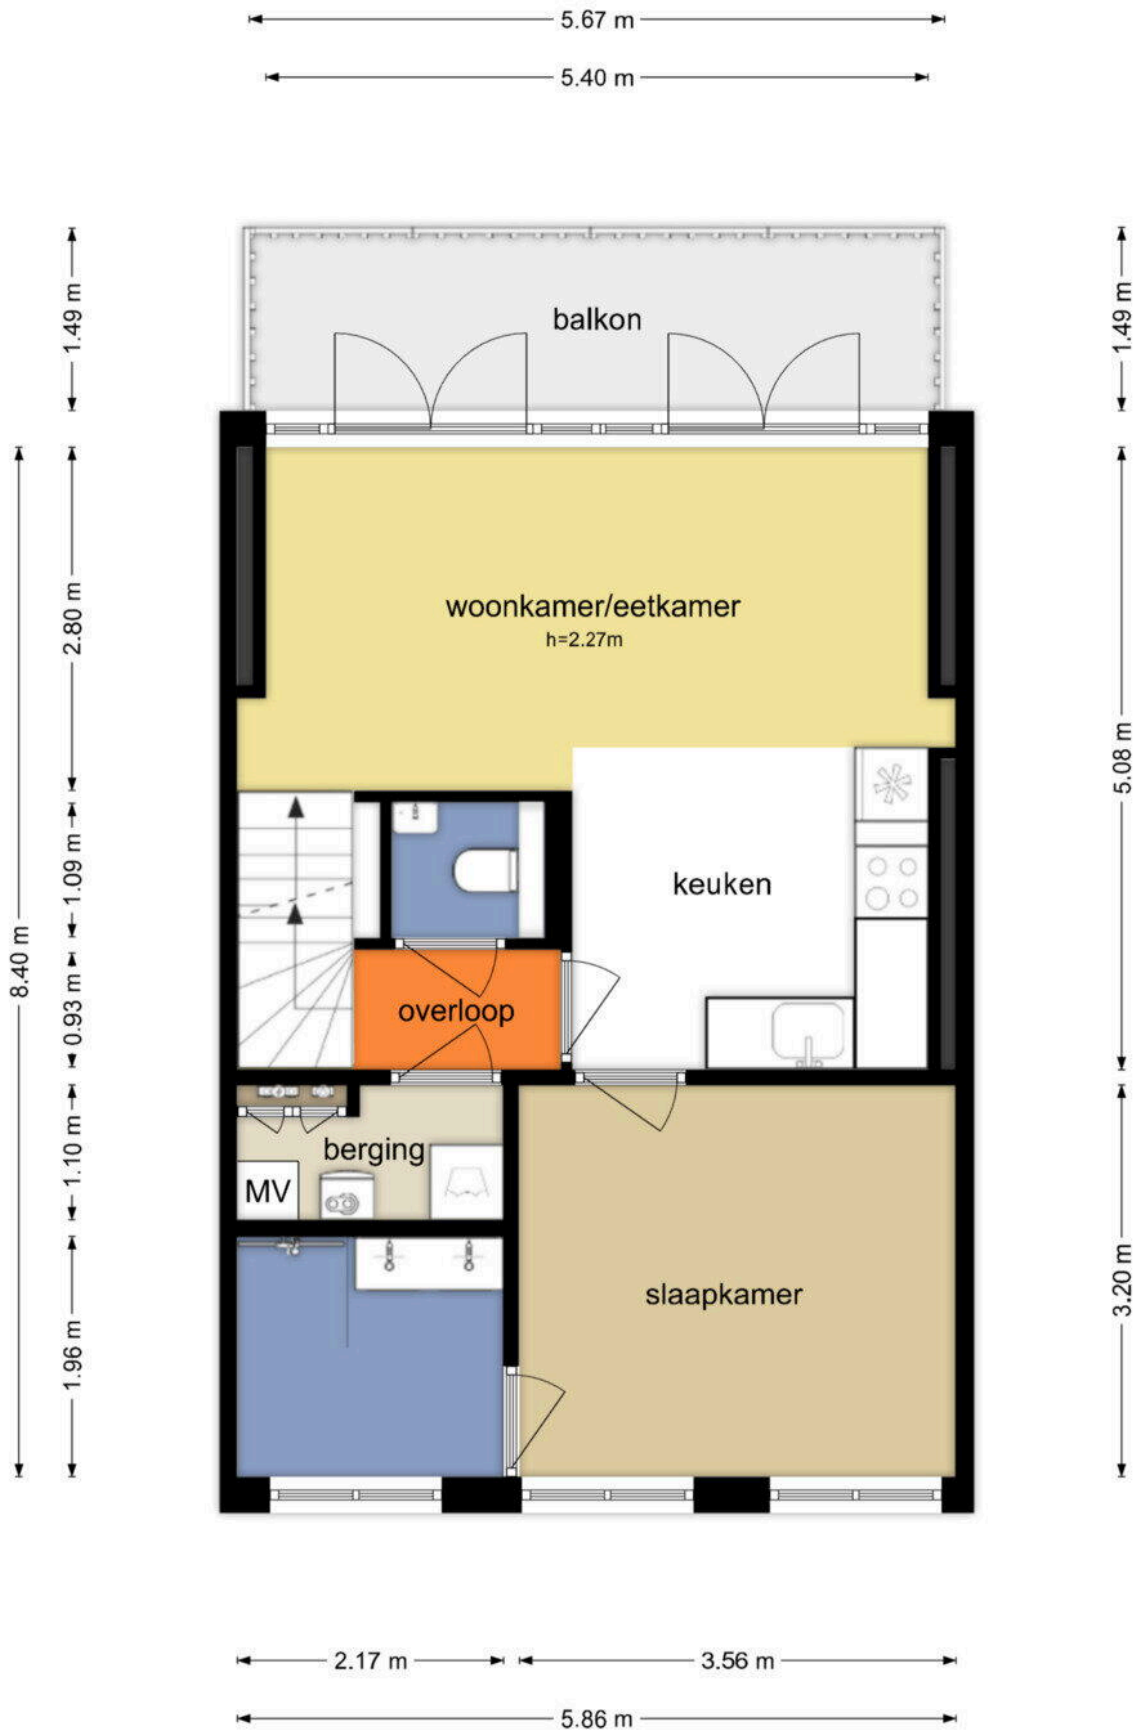 5.67 m
5.40 m
balkon
1.49 m
1.49 m
woonkamer/eetkamer
h=2.27m
2.80 m
5.08 m
keuken
1.09 m
8.40 m
overloop
0.93 m
berging
MV
1.10 m
slaapkamer
3.20 m
1.96 m
2.17 m
3.56 m
5.86 m